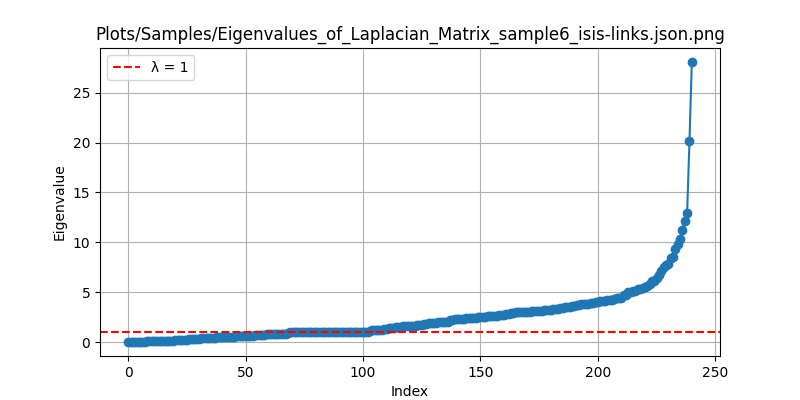 Plots/Samples/Eigenvalues_of_Laplacian_Matrix_sample6_isis-links.json.png
λ = 1
25
20
15
10
5
0
Eigenvalue
0 50 100 150 200 250
Index